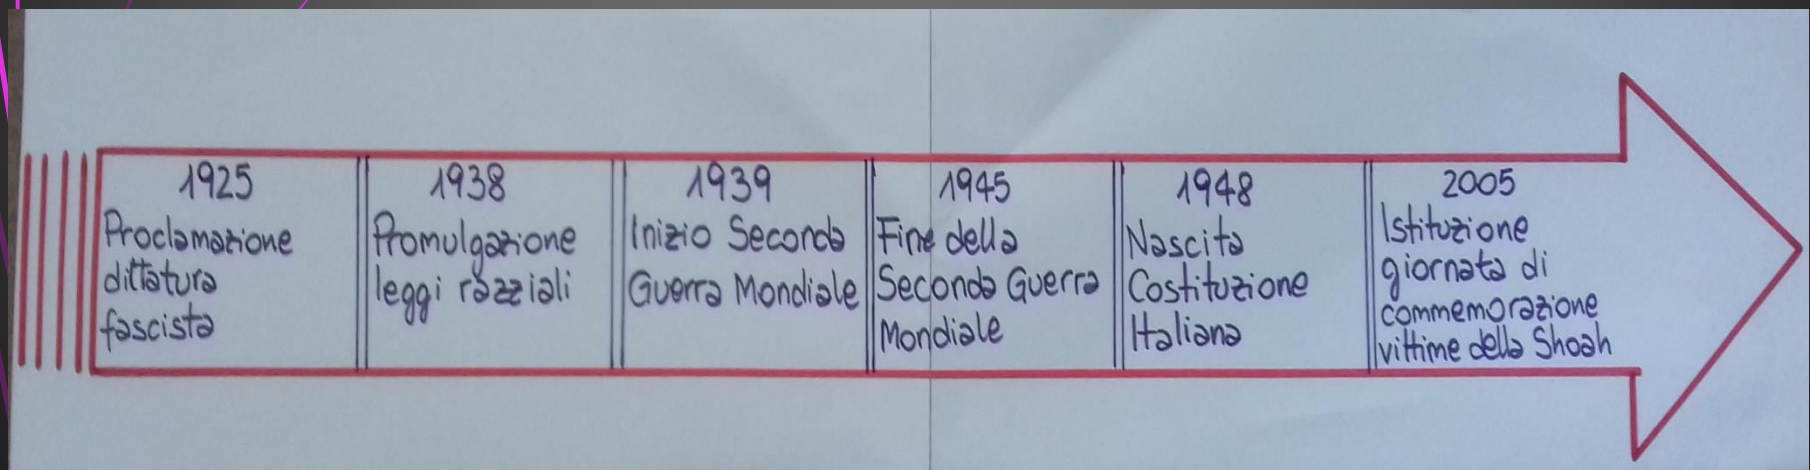 1925
Proclamazione
dittatura
fascista
1938
Promulgazione
leggi razziali
1939
Inizio Seconda
Guerra Mondiale
1945
Fine della
Seconda Guerra
Mondiale
1948
Nascita
Costituzione
Italiana
2005
Istituzione
giornata di
commemorazione
vittime della Shoah